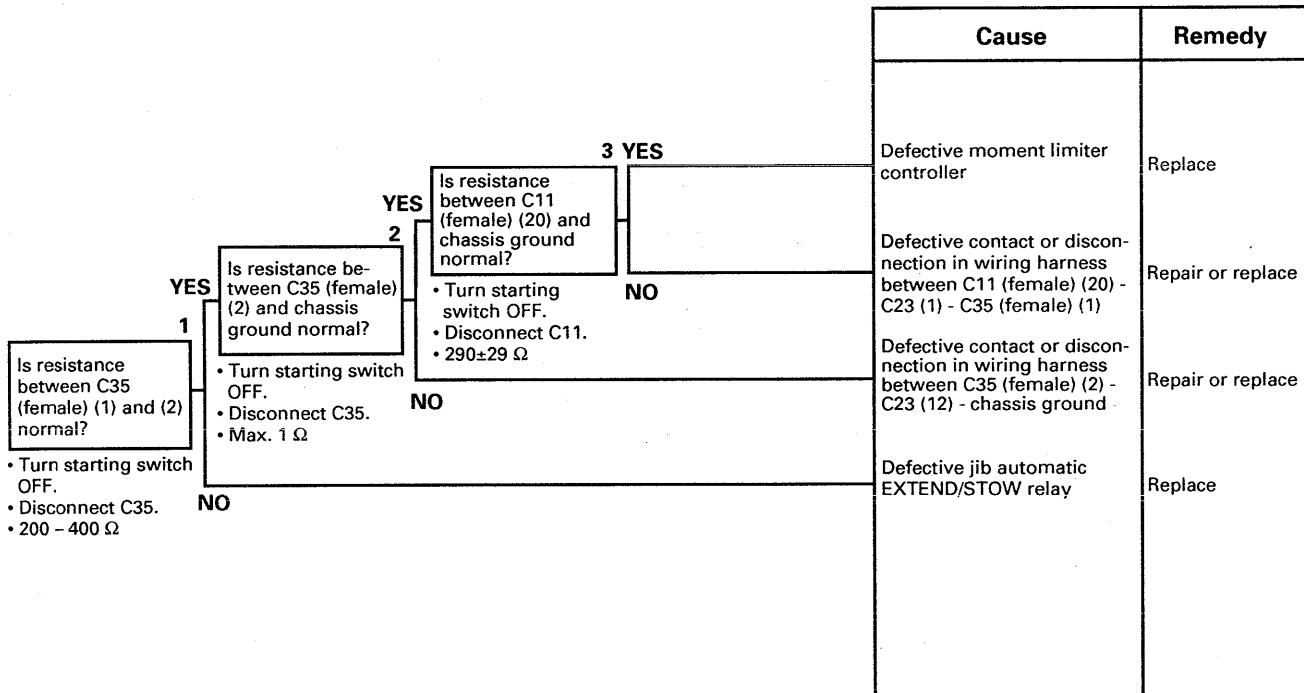 Cause
Remedy
3 YES
Is resistance
between C11
(female) (20) and
chassis ground
normal?
• Turn starting
switch OFF.
• Disconnect C11.
• 290±29 Ω
NO
YES
2
Is resistance be-
tween C35 (female)
(2) and chassis
ground normal?
• Turn starting switch
OFF.
• Disconnect C35.
• Max. 1 Ω
NO
YES
1
Is resistance
between C35
(female) (1) and (2)
normal?
• Turn starting switch
OFF.
• Disconnect C35.
• 200 – 400 Ω
NO
Defective moment limiter
controller
Replace
Defective contact or discon-
nection in wiring harness
between C11 (female) (20) -
C23 (1) - C35 (female) (1)
Repair or replace
Defective contact or discon-
nection in wiring harness
between C35 (female) (2) -
C23 (12) - chassis ground
Repair or replace
Defective jib automatic
EXTEND/STOW relay
Replace